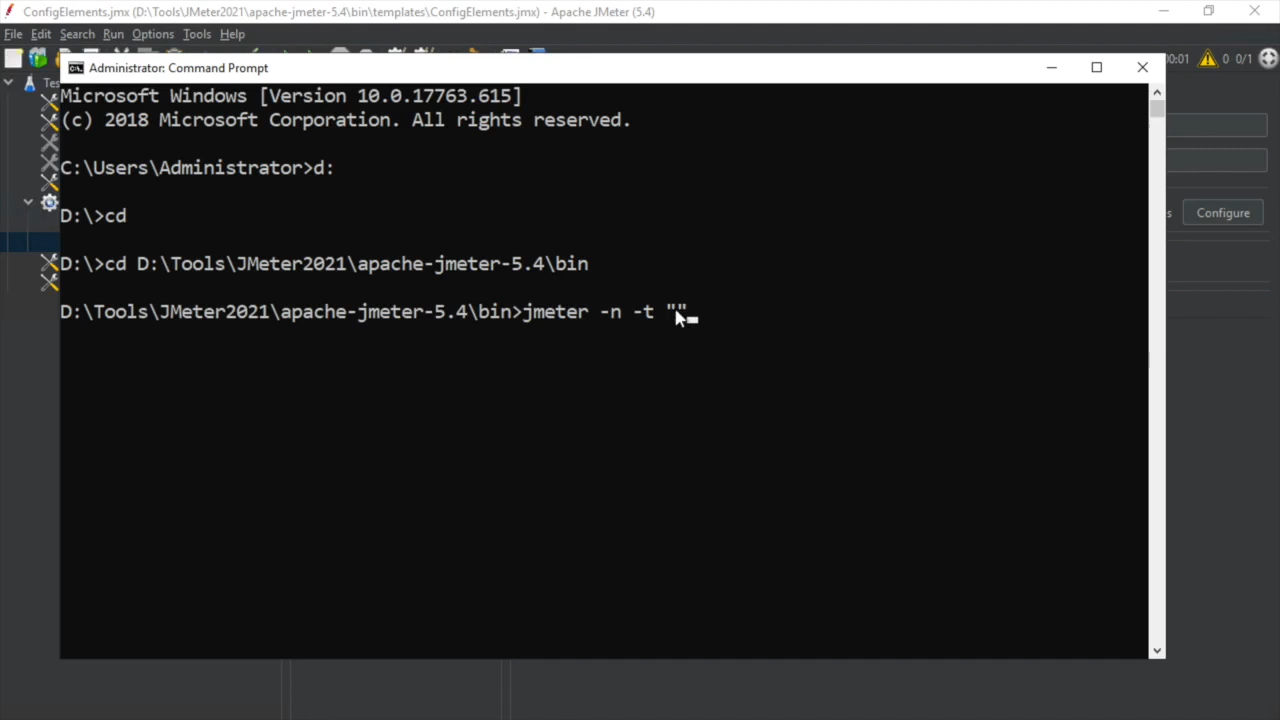 ConfigElements.jmx (D:\Tools\JMeter2021\apache-jmeter-5.4\bin\templates\ConfigElements.jmx) - Apache JMeter (5.4)
File Edit Search Run Options Tools Help
:01 0 0/1
Administrator: Command Prompt
Microsoft Windows [Version 10.0.17763.615]
(c) 2018 Microsoft Corporation. All rights reserved.
C:\Users\Administrator>d:
D:\>cd
Configure
D:\>cd D:\Tools\JMeter2021\apache-jmeter-5.4\bin
D:\Tools\JMeter2021\apache-jmeter-5.4\bin>jmeter -n -t ""